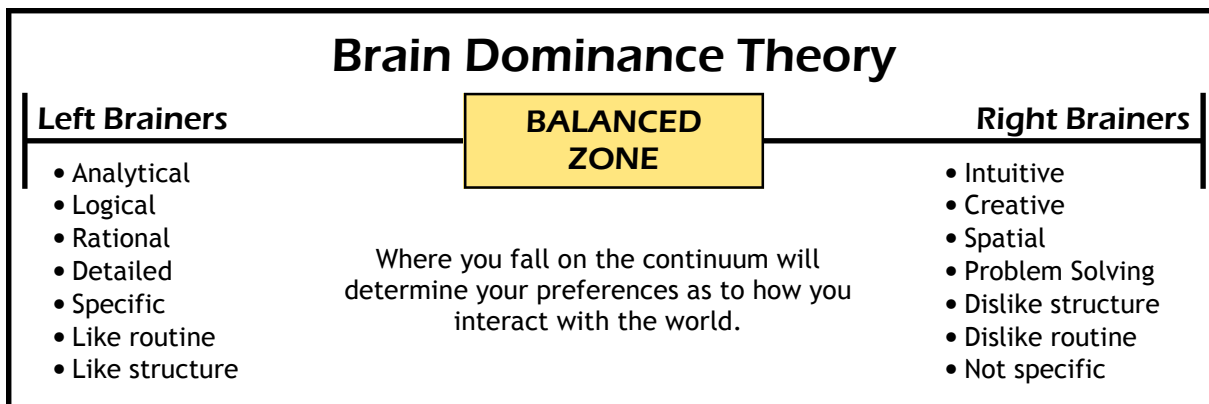 Brain Dominance Theory
Left Brainers
BALANCED
ZONE
Right Brainers
• Analytical
• Logical
• Rational
• Detailed
• Specific
• Like routine
• Like structure
Where you fall on the continuum will
determine your preferences as to how you
interact with the world.
• Intuitive
• Creative
• Spatial
• Problem Solving
• Dislike structure
• Dislike routine
• Not specific